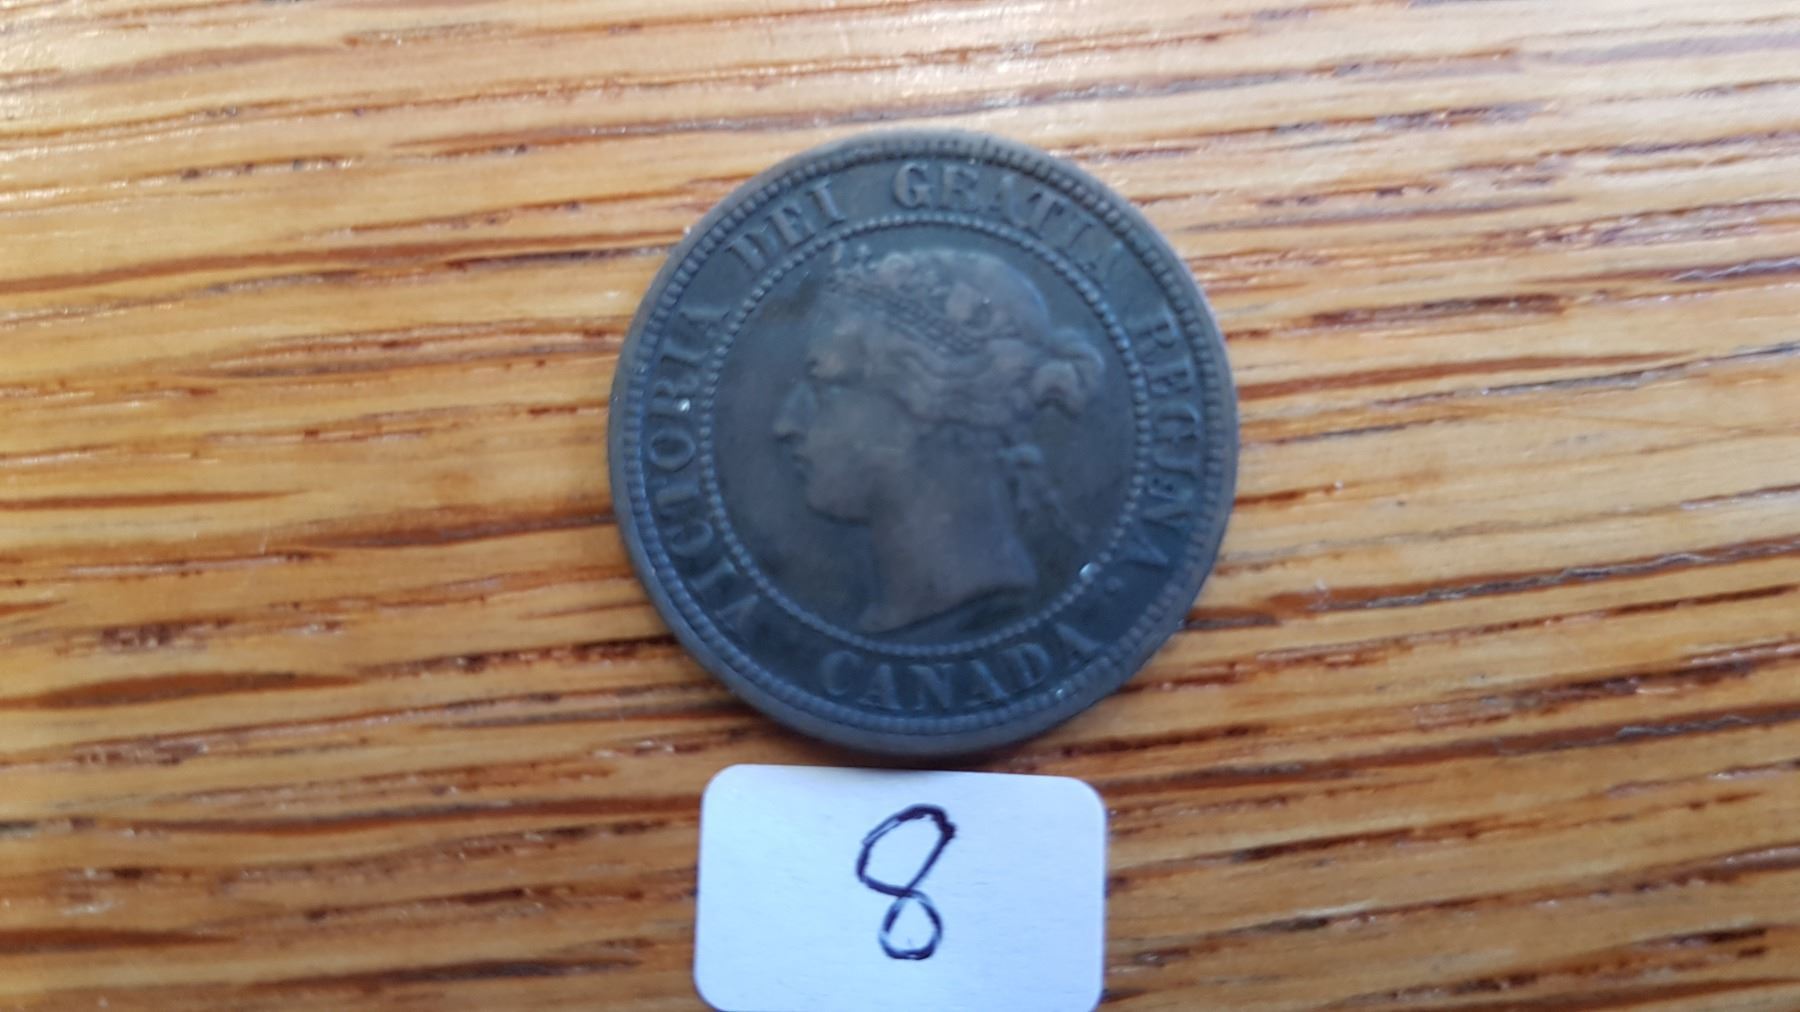 VICTORIA DEI GRATIA REGINA.
CANADA
8